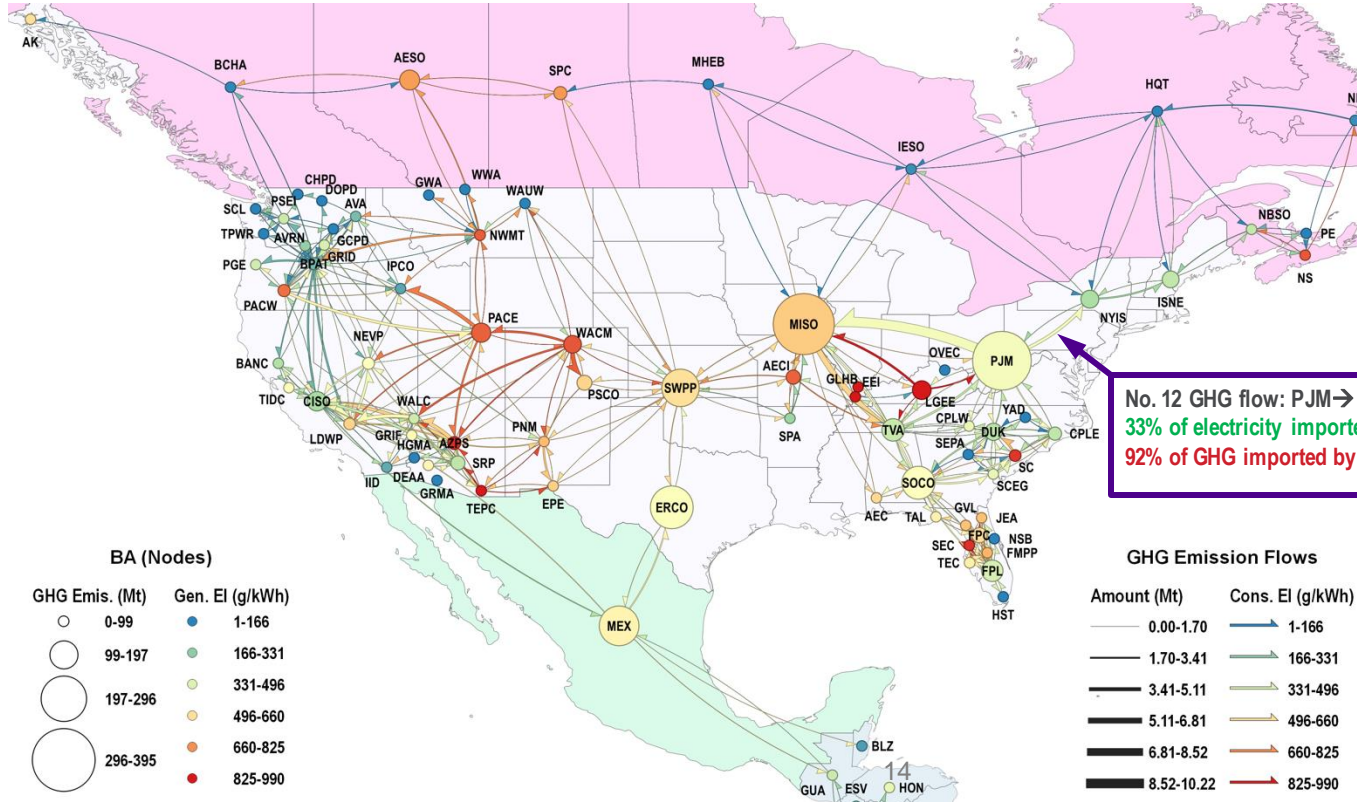 AK
BCHA
AESO
SPC
MHEB
HQT
IESO
CHPD
DOPD
GWA
WWA
WAUW
PSEI
AVA
SCL
TPWR
AVRN
GCPD
NWMT
NBSO
PE
GRID
PGE
BPAT
IPCO
NS
PACW
ISNE
NYIS
PACE
MISO
NEVP
WACM
OVEC
PJM
BANC
AECI
GLHB
EEI
TIDC
CISO
WALC
PSCO
SWPP
LGEE
No. 12 GHG flow: PJM→
33% of electricity importe
92% of GHG imported by
CPLW
YAD
LDWP
GRIF
PNM
SPA
TVA
DUK
CPLE
HGMA
AZPS
SEPA
SC
IID
DEAA
SRP
SCEG
GRMA
TEPC
EPE
SOCO
ERCO
AEC
TAL
GVL
JEA
FPC
NSB
SEC
FMPP
TEC
FPL
HST
MEX
BLZ
14
GUA
ESV
HON
BA (Nodes)
GHG Emis. (Mt) Gen. EI (g/kWh)
0-99 1-166
99-197 166-331
197-296 331-496
496-660
296-395 660-825
825-990
GHG Emission Flows
Amount (Mt) Cons. EI (g/kWh)
0.00-1.70 1-166
1.70-3.41 166-331
3.41-5.11 331-496
5.11-6.81 496-660
6.81-8.52 660-825
8.52-10.22 825-990